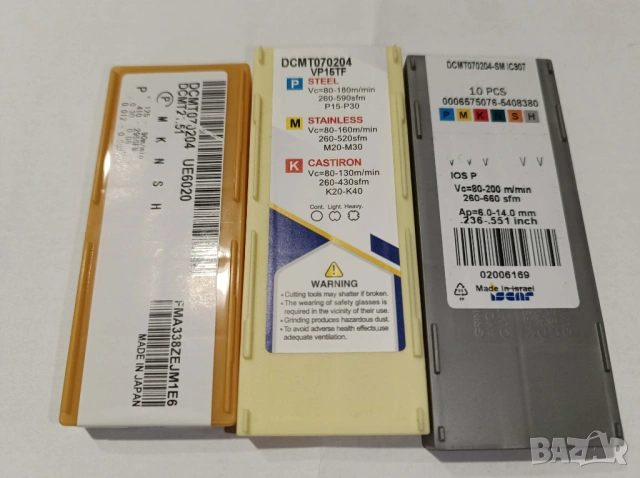 DCMT070204 UE6020
DCMT2 .51
(P) M K N S H
P
FMA338ZEJM1E6
MADE IN JAPAN
DCMT070204
VP15TF
P STEEL
Vc=80-180m/min
260-590sfm
P15-P30
M STAINLESS
Vc=80-160m/min
260-520sfm
M20-M30
K CASTIRON
Vc=80-130m/min
260-430sfm
K20-K40
Cont. Light. Heavy.
WARNING
• Cutting tools may shatter if broken.
• The wearing of safety glasses is
required in the vicinity of their use.
• Grinding produces hazardous dust.
• To avoid adverse health effects,use
adequate ventilation.
DCMT070204-SM IC907
10 PCS
0006575076-5408380
P M K N S H
IOS P
Vc=80-200 m/min
260-660 sfm
Ap=6.0-14.0 mm
.236-.551 inch
02006169
Made in Israel
ISCAR
bazar